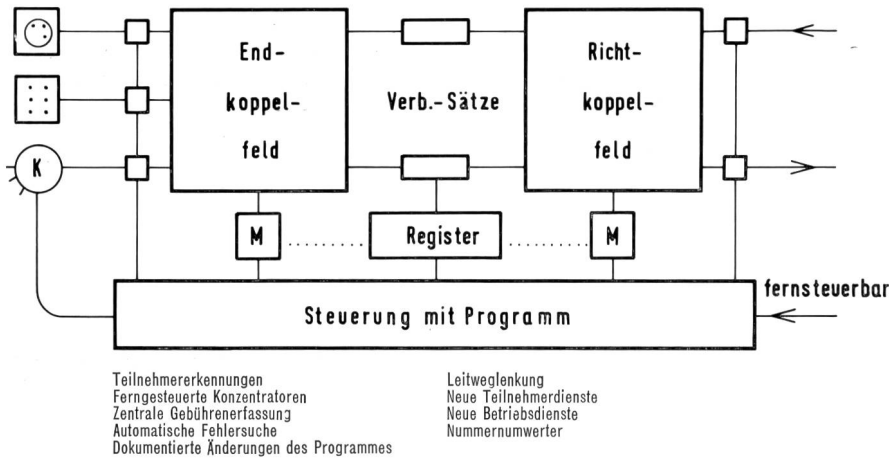 End-
koppel-
feld
Verb.-Sätze
Richt-
koppel-
feld
K
M
Register
M
fernsteuerbar
Steuerung mit Programm
Teilnehmererkennungen
Ferngesteuerte Konzentratoren
Zentrale Gebührenerfassung
Automatische Fehlersuche
Dokumentierte Änderungen des Programmes
Leitweglenkung
Neue Teilnehmerdienste
Neue Betriebsdienste
Nummernumwerter